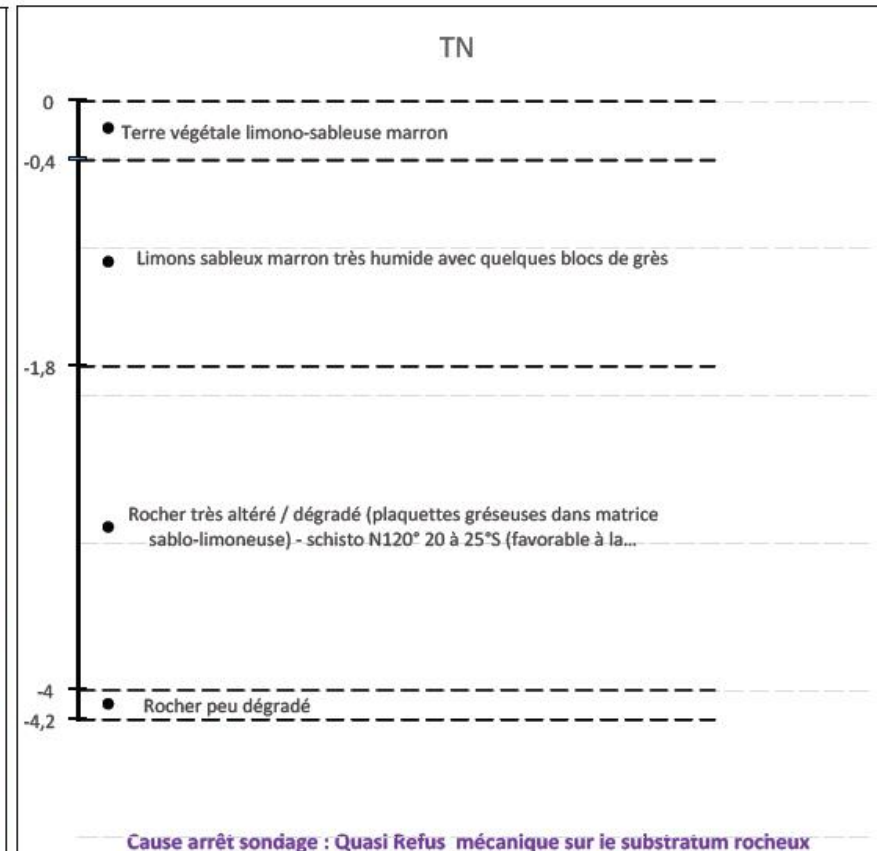 TN
0
Terre végétale limono-sableuse marron
-0,4
Limons sableux marron très humide avec quelques blocs de grès
-1,8
Rocher très altéré / dégradé (plaquettes gréseuses dans matrice
sablo-limoneuse) - schisto N120° 20 à 25°S (favorable à la...
-4
Rocher peu dégradé
-4,2
Cause arrêt sondage : Quasi Refus mécanique sur le substratum rocheux